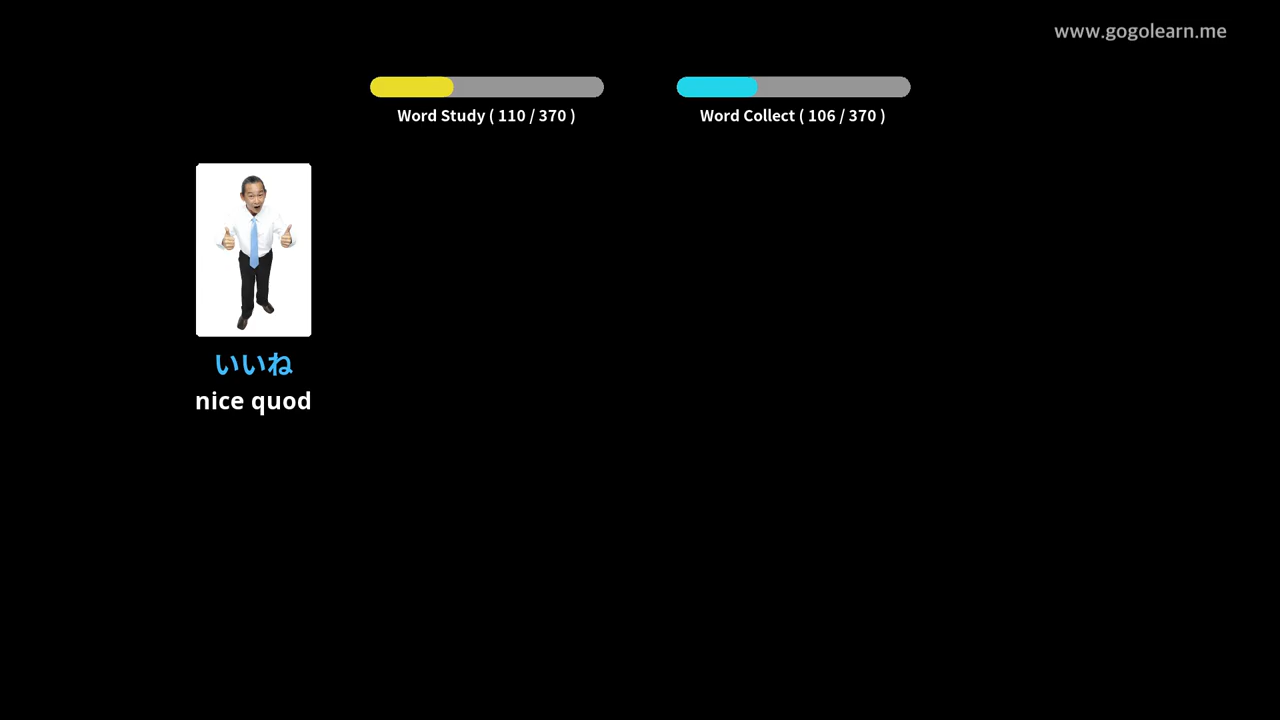 www.gogolearn.me
Word Study ( 110 / 370 )
Word Collect ( 106 / 370 )
いいね
nice quod